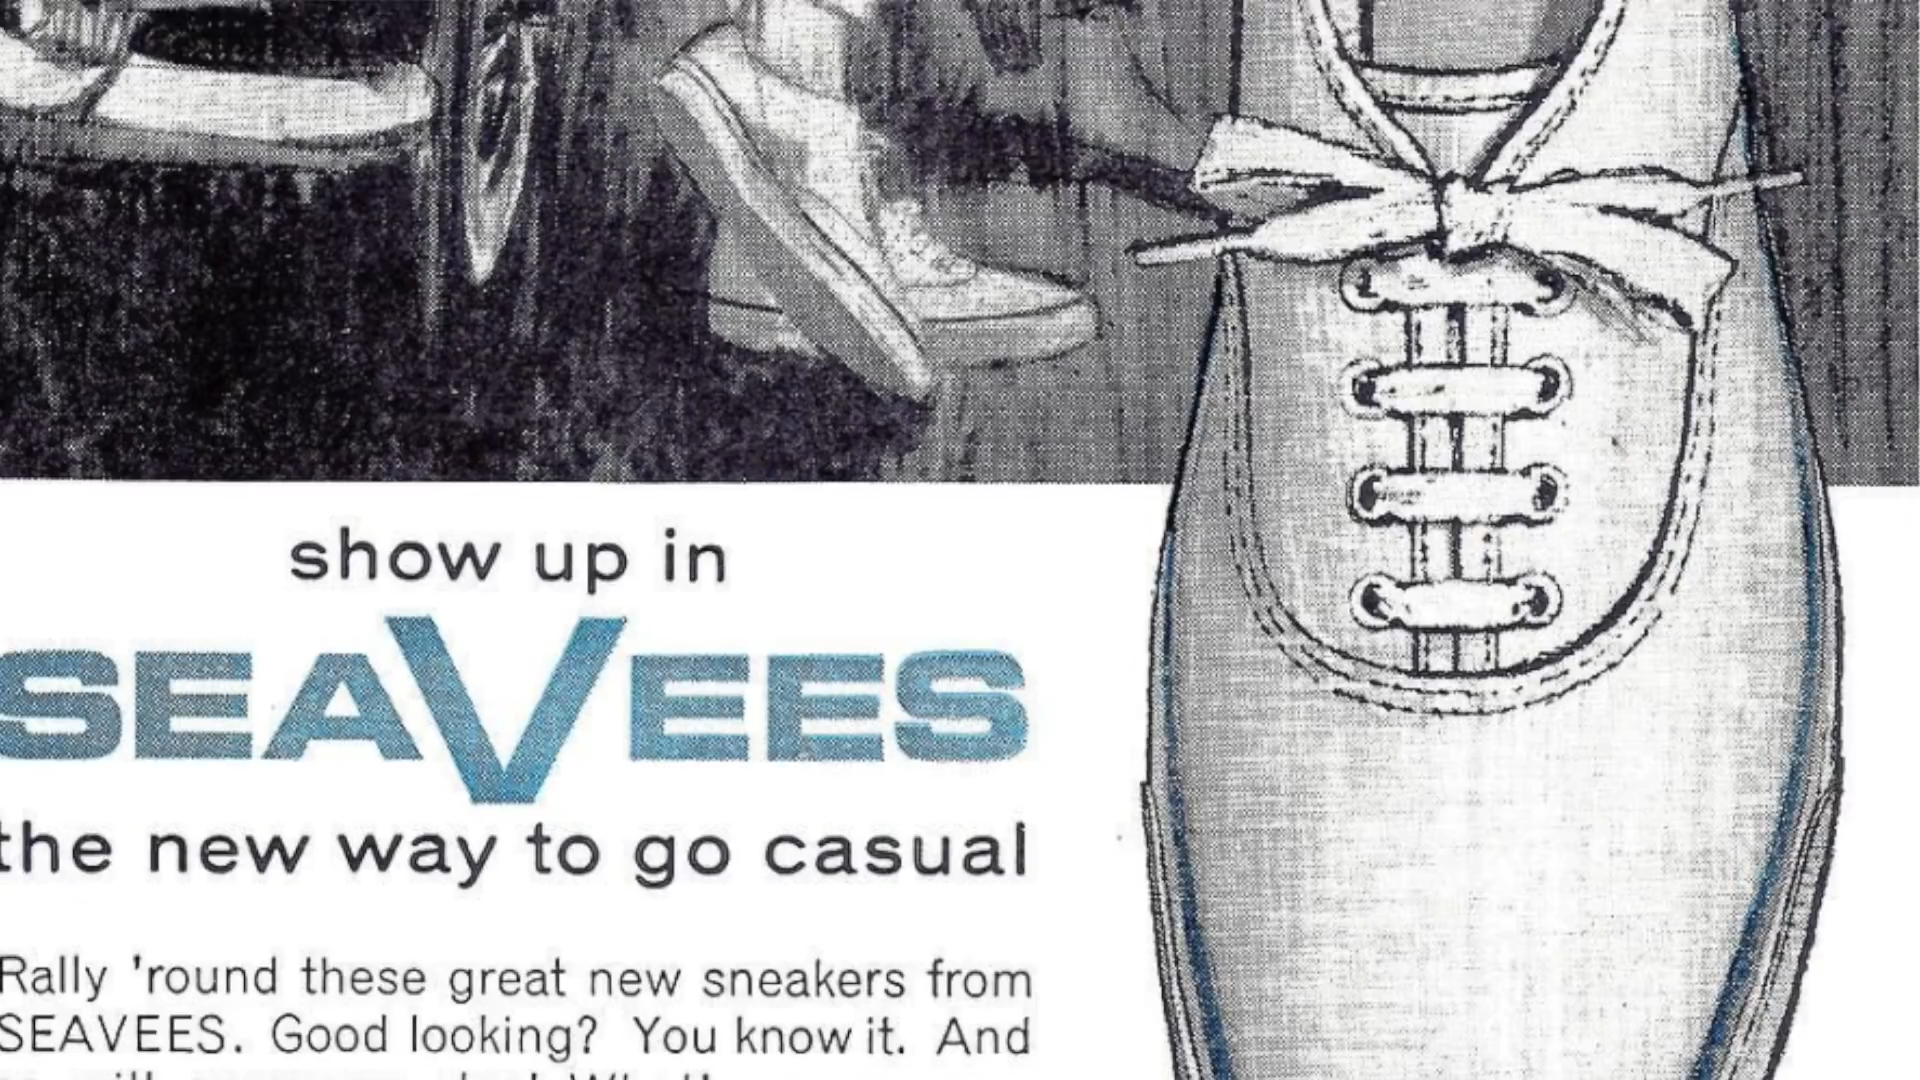 show up in
SEAVEES
the new way to go casual
Rally 'round these great new sneakers from
SEAVEES. Good looking? You know it. And